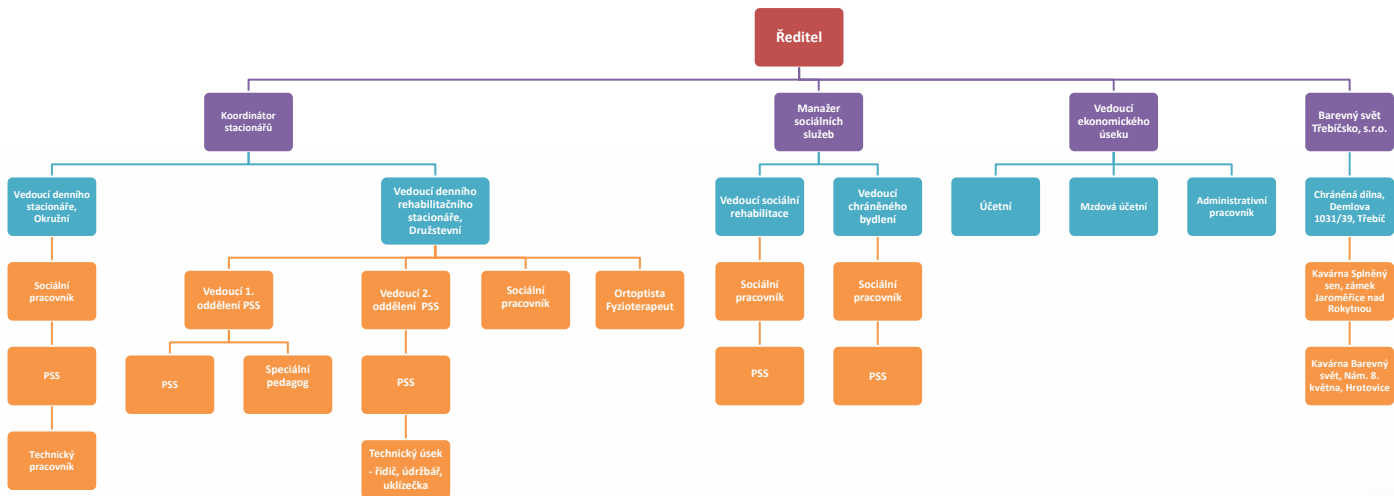 Ředitel
Koordinátor
stacionářů
Manažer
sociálních
služeb
Vedoucí
ekonomického
úseku
Barevný svět
Třebíčsko, s.r.o.
Vedoucí denního
stacionáře,
Okružní
Vedoucí denního
rehabilitačního
stacionáře,
Družstevní
Vedoucí sociální
rehabilitace
Vedoucí
chráněného
bydlení
Účetní
Mzdová účetní
Administrativní
pracovník
Chráněná dílna,
Demlova
1031/39, Třebíč
Sociální
pracovník
Vedoucí 1.
oddělení PSS
Vedoucí 2.
oddělení PSS
Sociální
pracovník
Ortoptista
Fyzioterapeut
Sociální
pracovník
Sociální
pracovník
Kavárna Splněný
sen, zámek
Jaroměřice nad
Rokytnou
PSS
PSS
Speciální
pedagog
PSS
PSS
PSS
Kavárna Barevný
svět, Nám. 8.
května, Hrotovice
Technický
pracovník
Technický úsek
- řidič, údržbář,
uklízečka